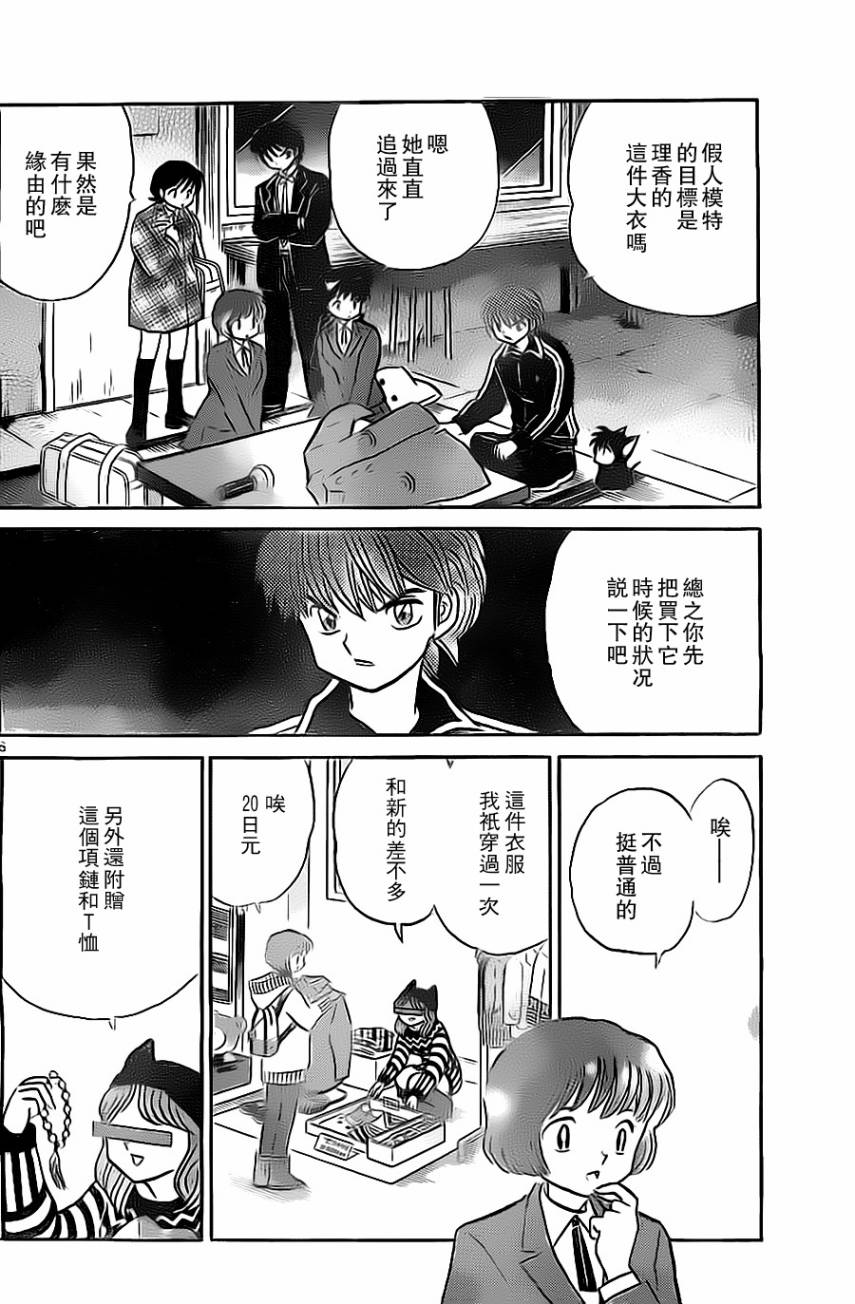 假人模特
的目標是
理香的
這件大衣嗎
嗯
她直直
追過來了
果然是
有什麽
緣由的吧
總之你先
把買下它
時候的狀況
説一下吧
唉——
不過
挺普通的
這件衣服
我衹穿過一次
和新的差不多
唉
20日元
另外還附贈
這個項鏈和T恤